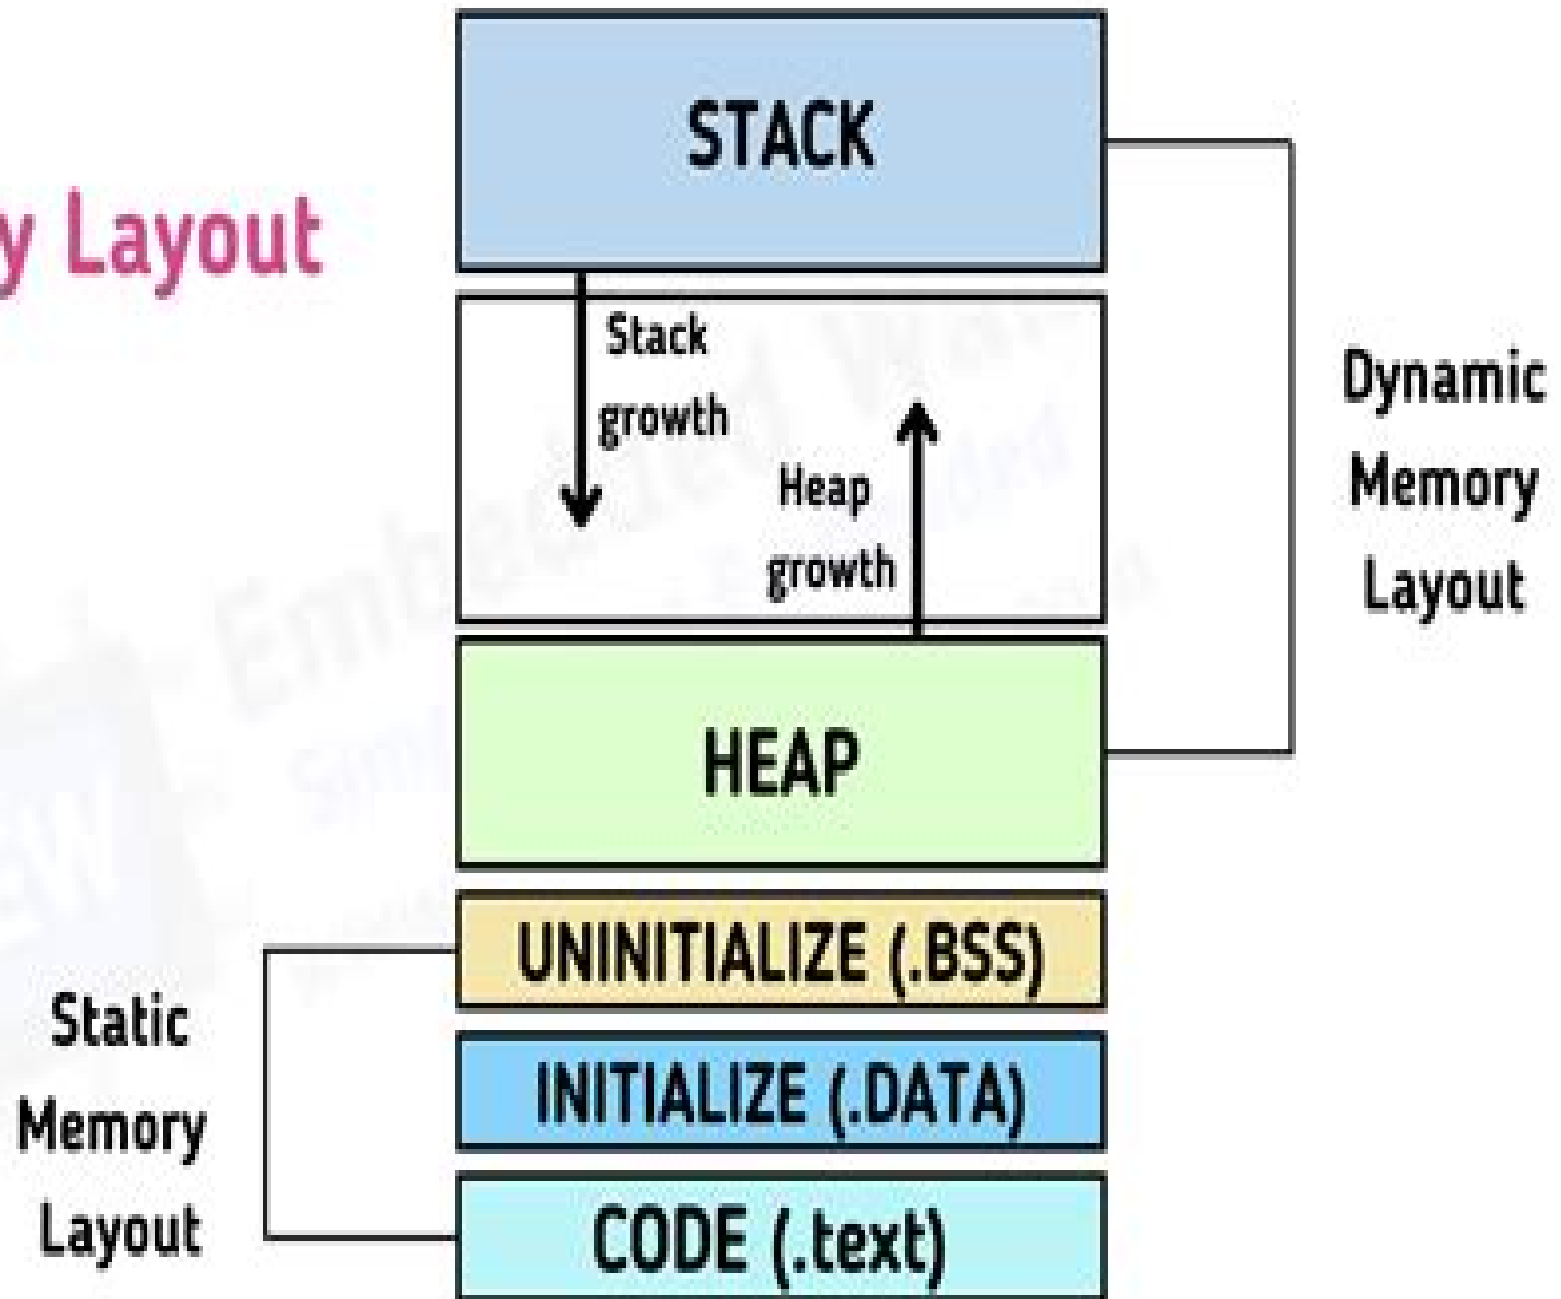 y Layout
STACK
Stack
growth
Heap
growth
Dynamic
Memory
Layout
HEAP
UNINITIALIZE (.BSS)
INITIALIZE (.DATA)
CODE (.text)
Static
Memory
Layout
Embedded